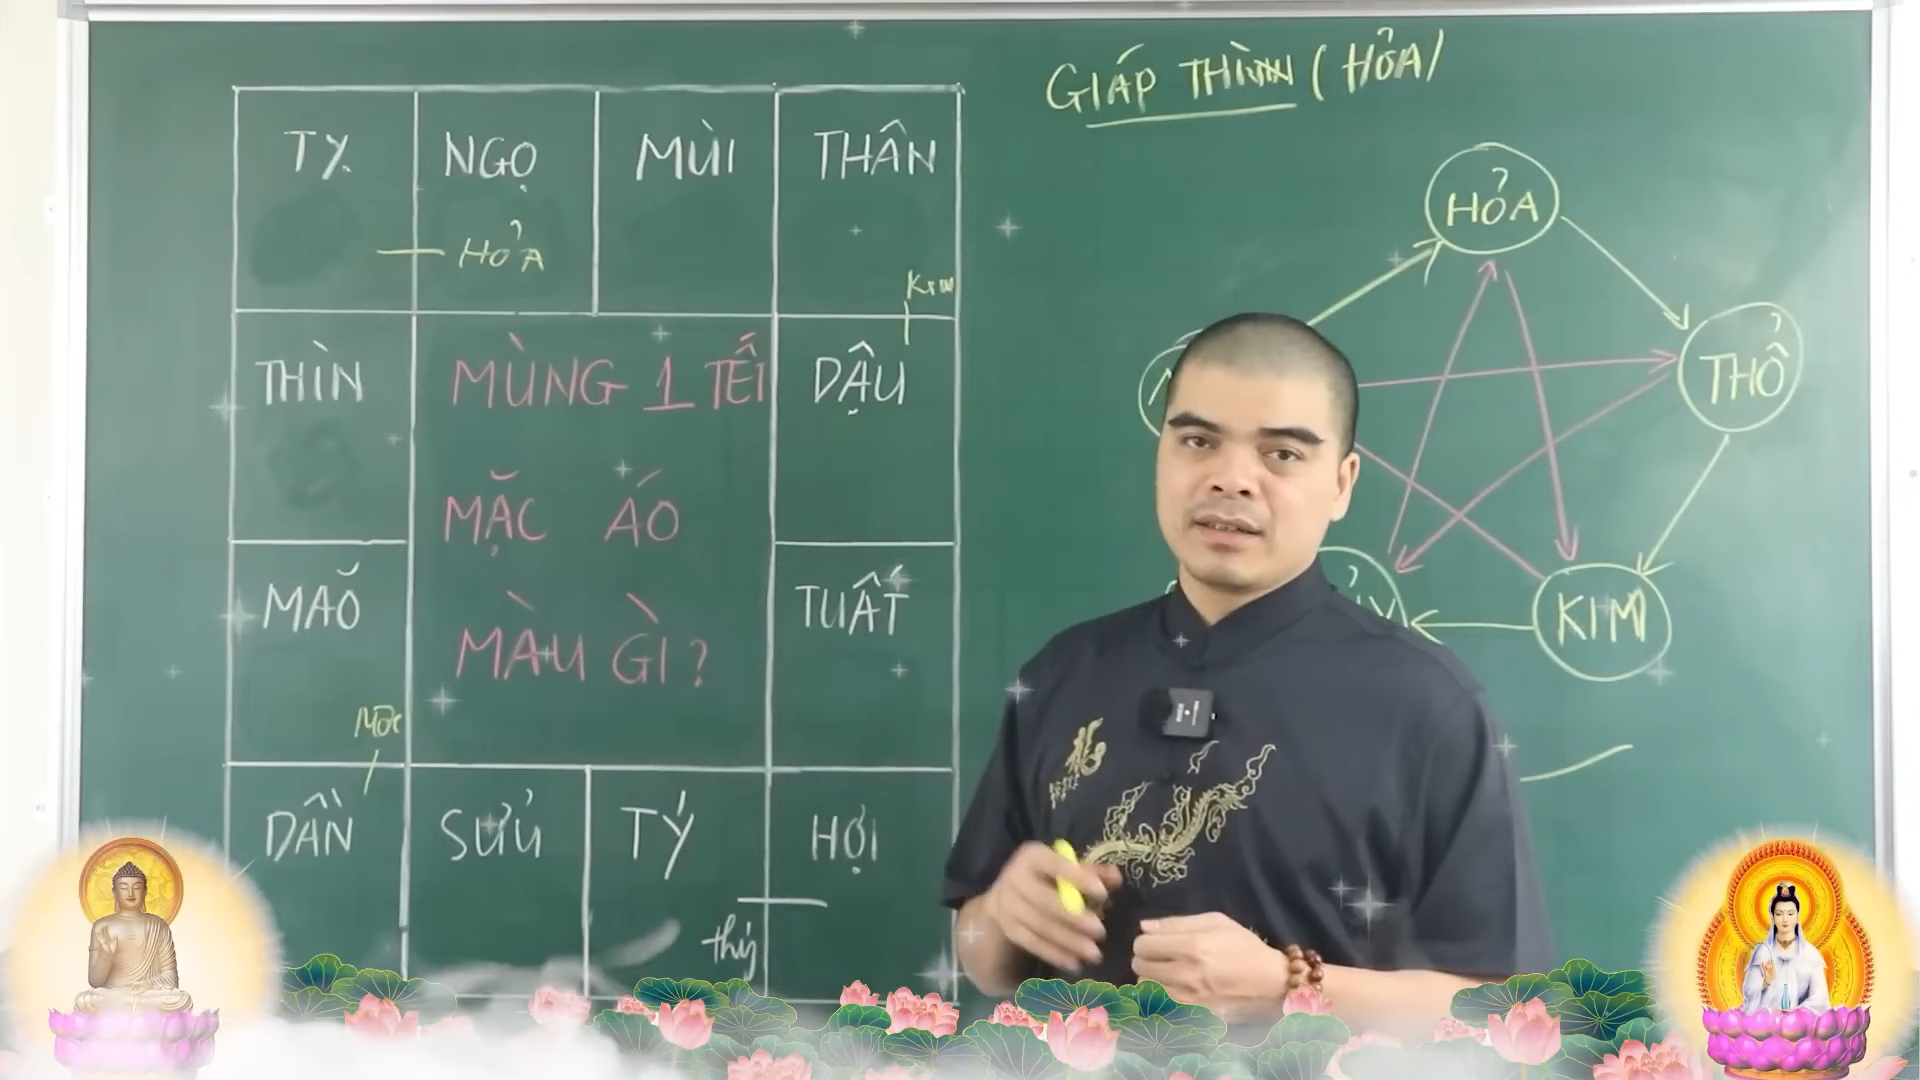 GIÁP THÌN (HỎA)
TỴ NGỌ MÙI THÂN
HỎA
KIM
THÌN DẬU
MÙNG 1 TẾT
MẶC ÁO
MÀU GÌ?
MAÕ TUẤT
MỘC
DẦN SỬU TÝ HỢI
thủy
HỎA
THỔ
KIM